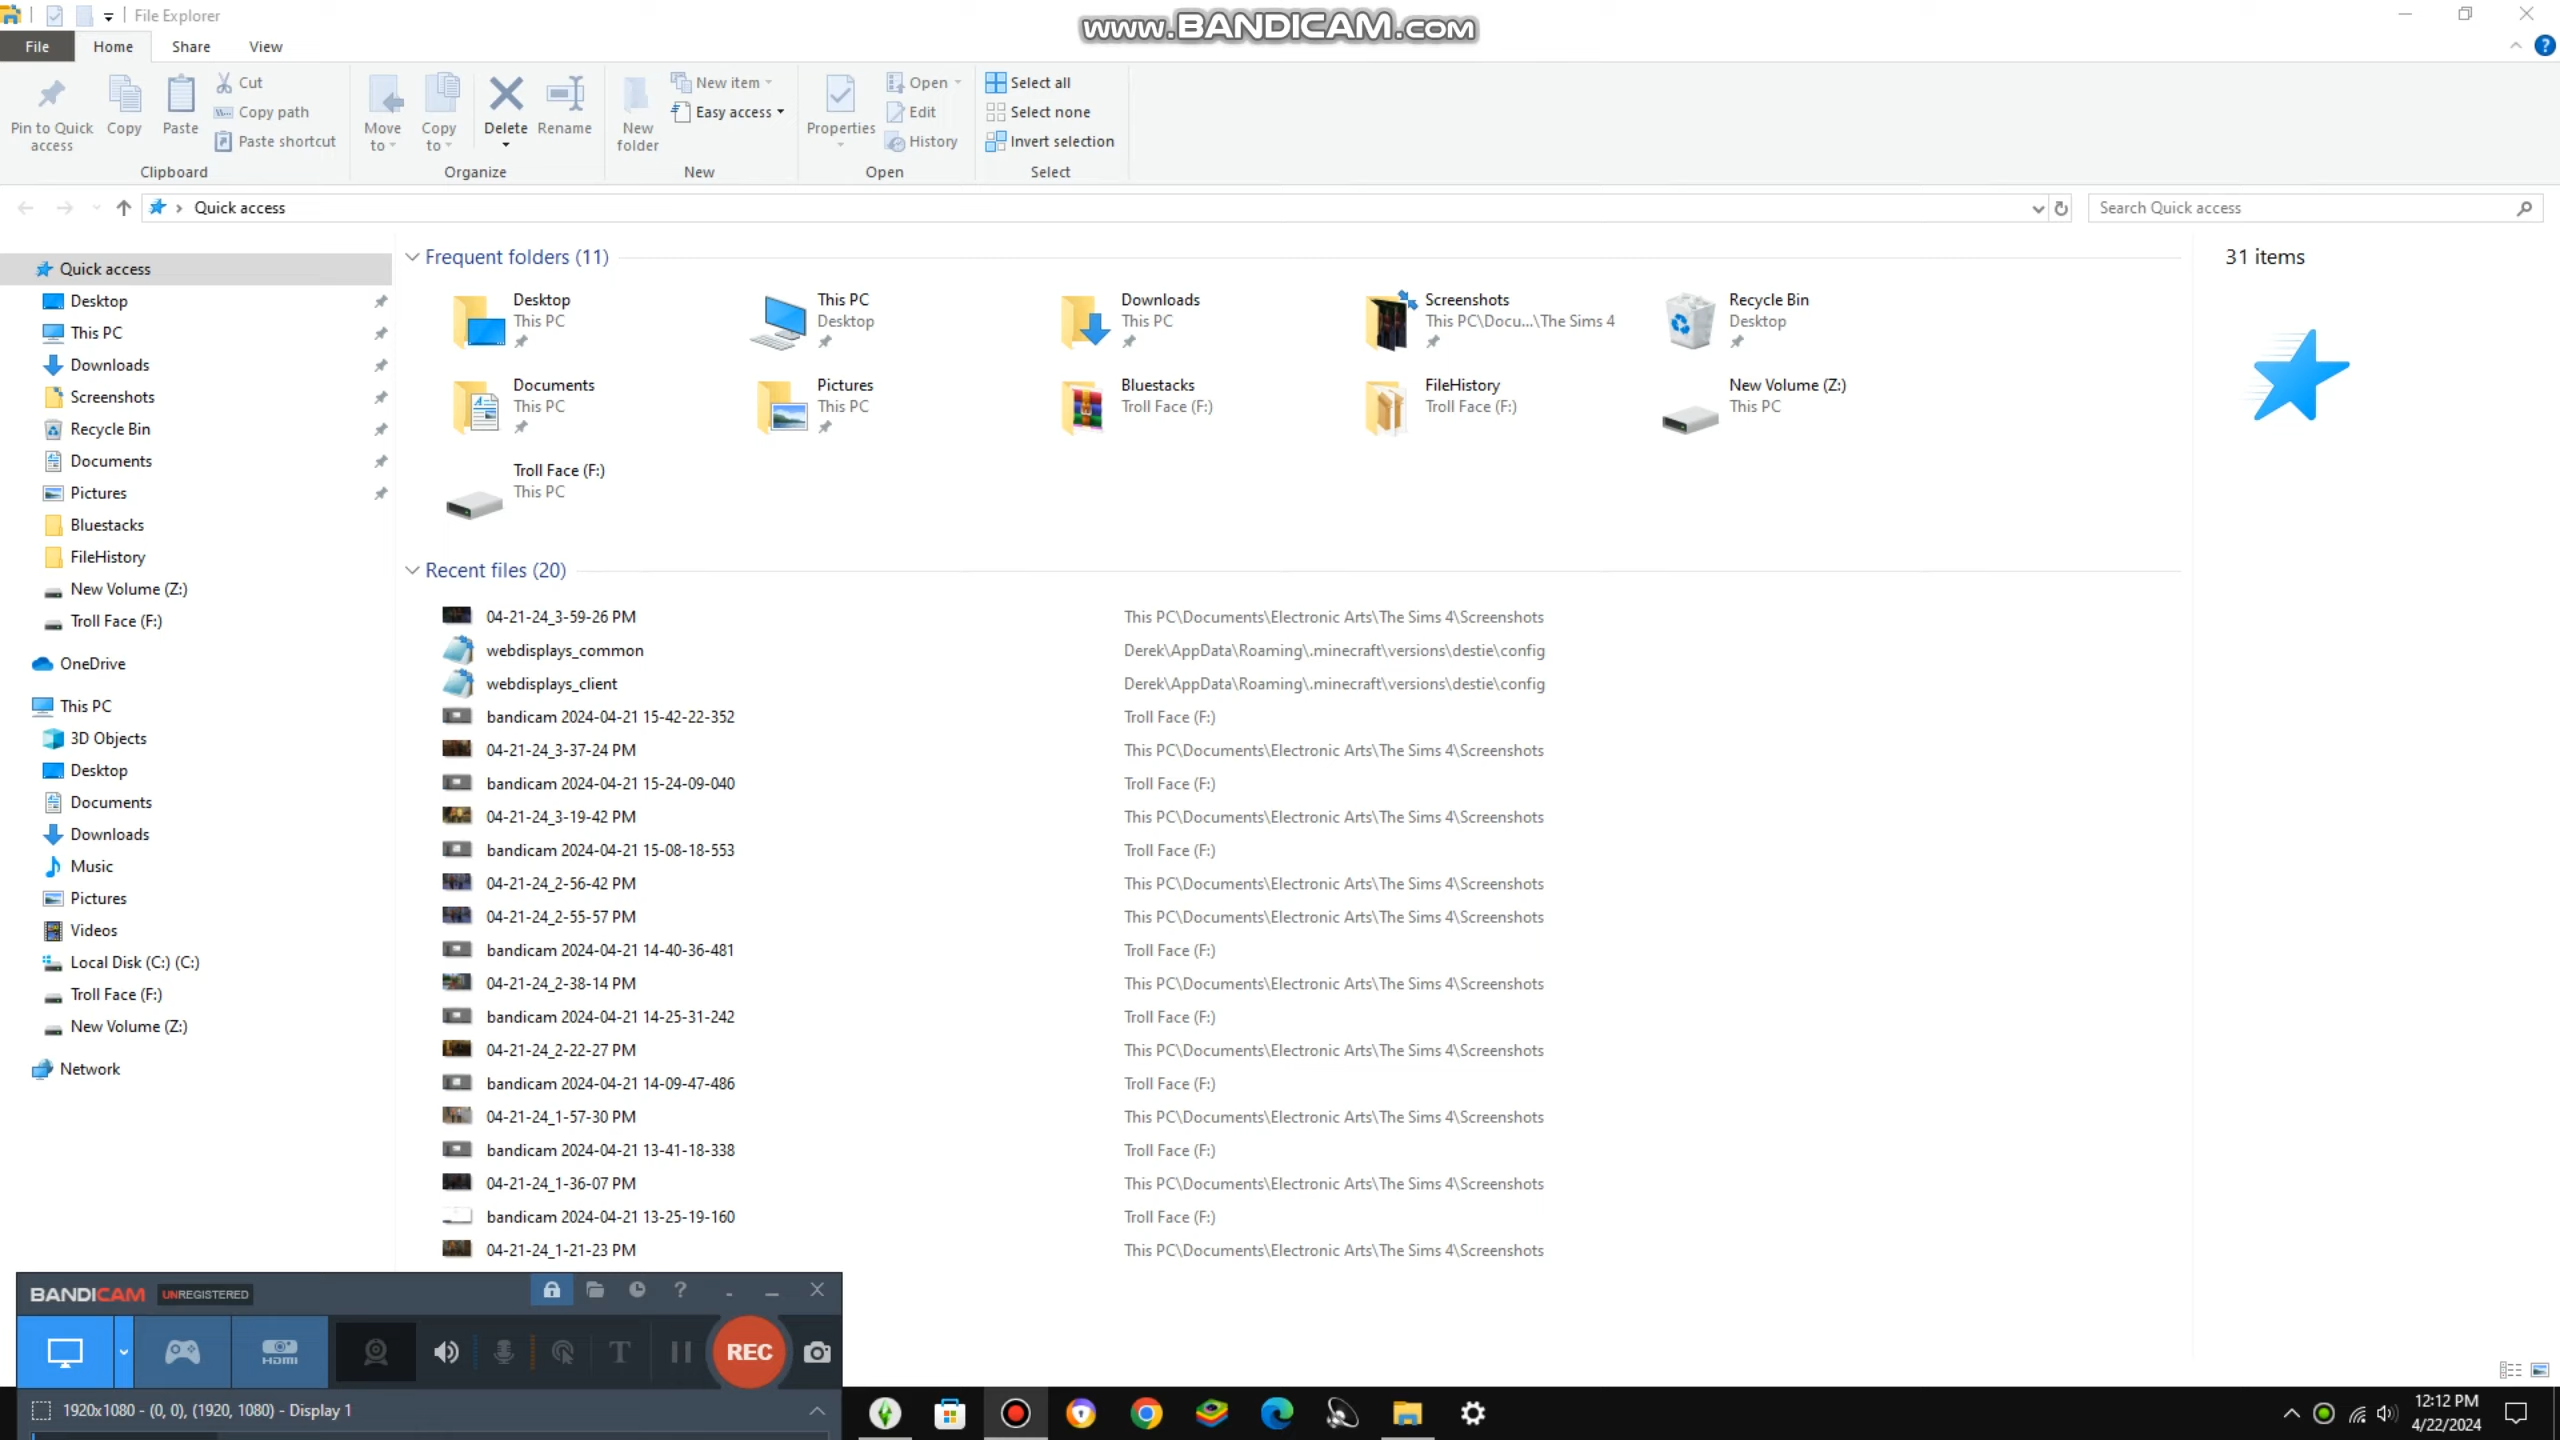 File Explorer
www.BANDICAM.com
File Home Share View
Pin to Quick access
Copy
Paste
Cut
Copy path
Paste shortcut
Clipboard
Move to
Copy to
Delete
Rename
Organize
New folder
New item
Easy access
New
Properties
Open
Edit
History
Open
Select all
Select none
Invert selection
Select
Quick access
Search Quick access
Quick access
Desktop
This PC
Downloads
Screenshots
Recycle Bin
Documents
Pictures
Bluestacks
FileHistory
New Volume (Z:)
Troll Face (F:)
OneDrive
This PC
3D Objects
Desktop
Documents
Downloads
Music
Pictures
Videos
Local Disk (C:) (C:)
Troll Face (F:)
New Volume (Z:)
Network
Frequent folders (11)
Desktop
This PC
This PC
Desktop
Downloads
This PC
Screenshots
This PC\Docu...\The Sims 4
Recycle Bin
Desktop
Documents
This PC
Pictures
This PC
Bluestacks
Troll Face (F:)
FileHistory
Troll Face (F:)
New Volume (Z:)
This PC
Troll Face (F:)
This PC
31 items
Recent files (20)
04-21-24_3-59-26 PM This PC\Documents\Electronic Arts\The Sims 4\Screenshots
webdisplays_common Derek\AppData\Roaming\.minecraft\versions\destie\config
webdisplays_client Derek\AppData\Roaming\.minecraft\versions\destie\config
bandicam 2024-04-21 15-42-22-352 Troll Face (F:)
04-21-24_3-37-24 PM This PC\Documents\Electronic Arts\The Sims 4\Screenshots
bandicam 2024-04-21 15-24-09-040 Troll Face (F:)
04-21-24_3-19-42 PM This PC\Documents\Electronic Arts\The Sims 4\Screenshots
bandicam 2024-04-21 15-08-18-553 Troll Face (F:)
04-21-24_2-56-42 PM This PC\Documents\Electronic Arts\The Sims 4\Screenshots
04-21-24_2-55-57 PM This PC\Documents\Electronic Arts\The Sims 4\Screenshots
bandicam 2024-04-21 14-40-36-481 Troll Face (F:)
04-21-24_2-38-14 PM This PC\Documents\Electronic Arts\The Sims 4\Screenshots
bandicam 2024-04-21 14-25-31-242 Troll Face (F:)
04-21-24_2-22-27 PM This PC\Documents\Electronic Arts\The Sims 4\Screenshots
bandicam 2024-04-21 14-09-47-486 Troll Face (F:)
04-21-24_1-57-30 PM This PC\Documents\Electronic Arts\The Sims 4\Screenshots
bandicam 2024-04-21 13-41-18-338 Troll Face (F:)
04-21-24_1-36-07 PM This PC\Documents\Electronic Arts\The Sims 4\Screenshots
bandicam 2024-04-21 13-25-19-160 Troll Face (F:)
04-21-24_1-21-23 PM This PC\Documents\Electronic Arts\The Sims 4\Screenshots
BANDICAM UNREGISTERED
HDMI
T
REC
1920x1080 - (0, 0), (1920, 1080) - Display 1
12:12 PM
4/22/2024